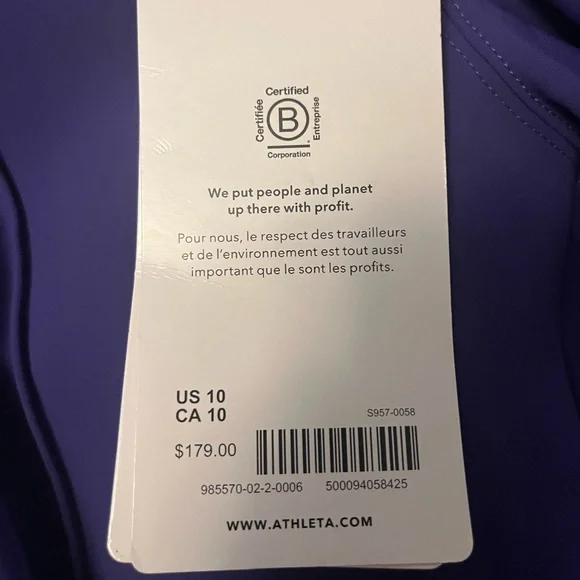 Certified
Certifiée
B
Entreprise
Corporation
We put people and planet
up there with profit.
Pour nous, le respect des travailleurs
et de l'environnement est tout aussi
important que le sont les profits.
US 10
CA 10
S957-0058
$179.00
985570-02-2-0006 500094058425
WWW.ATHLETA.COM